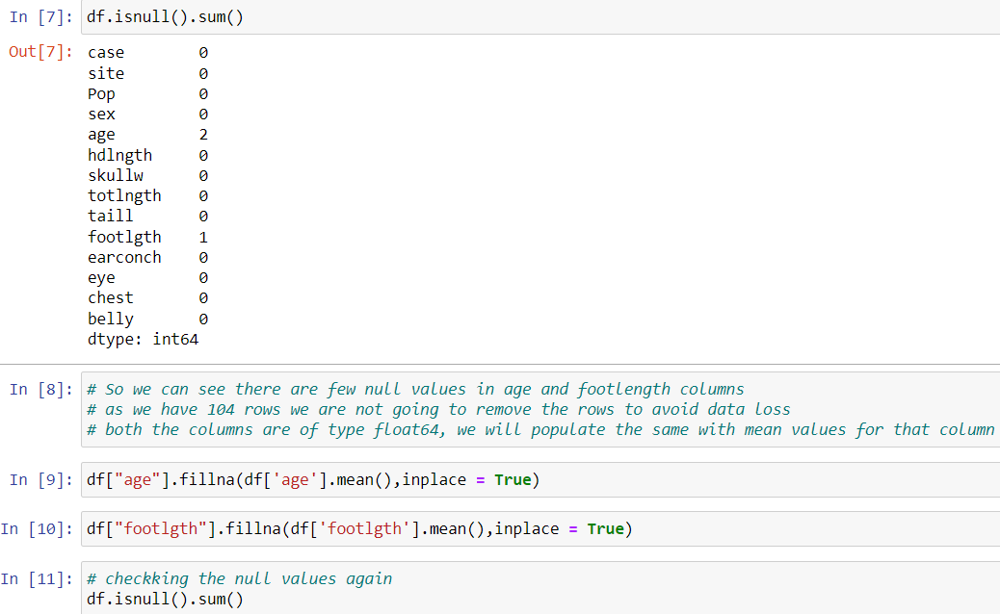 In [7]: df.isnull().sum()
Out[7]: case 0
site 0
Pop 0
sex 0
age 2
hdlngth 0
skullw 0
totlngth 0
taill 0
footlgth 1
earconch 0
eye 0
chest 0
belly 0
dtype: int64
In [8]: # So we can see there are few null values in age and footlength columns
# as we have 104 rows we are not going to remove the rows to avoid data loss
# both the columns are of type float64, we will populate the same with mean values for that column
In [9]: df["age"].fillna(df['age'].mean(),inplace = True)
In [10]: df["footlgth"].fillna(df['footlgth'].mean(),inplace = True)
In [11]: # checkking the null values again
df.isnull().sum()